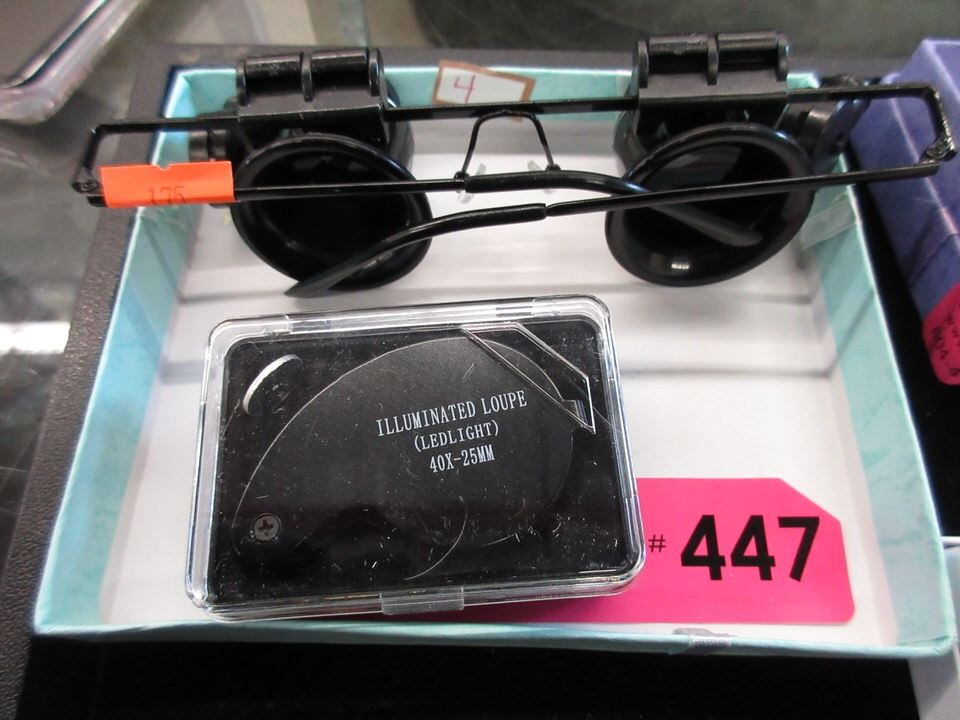 4
175
ILLUMINATED LOUPE
(LEDLIGHT)
40X-25MM
# 447